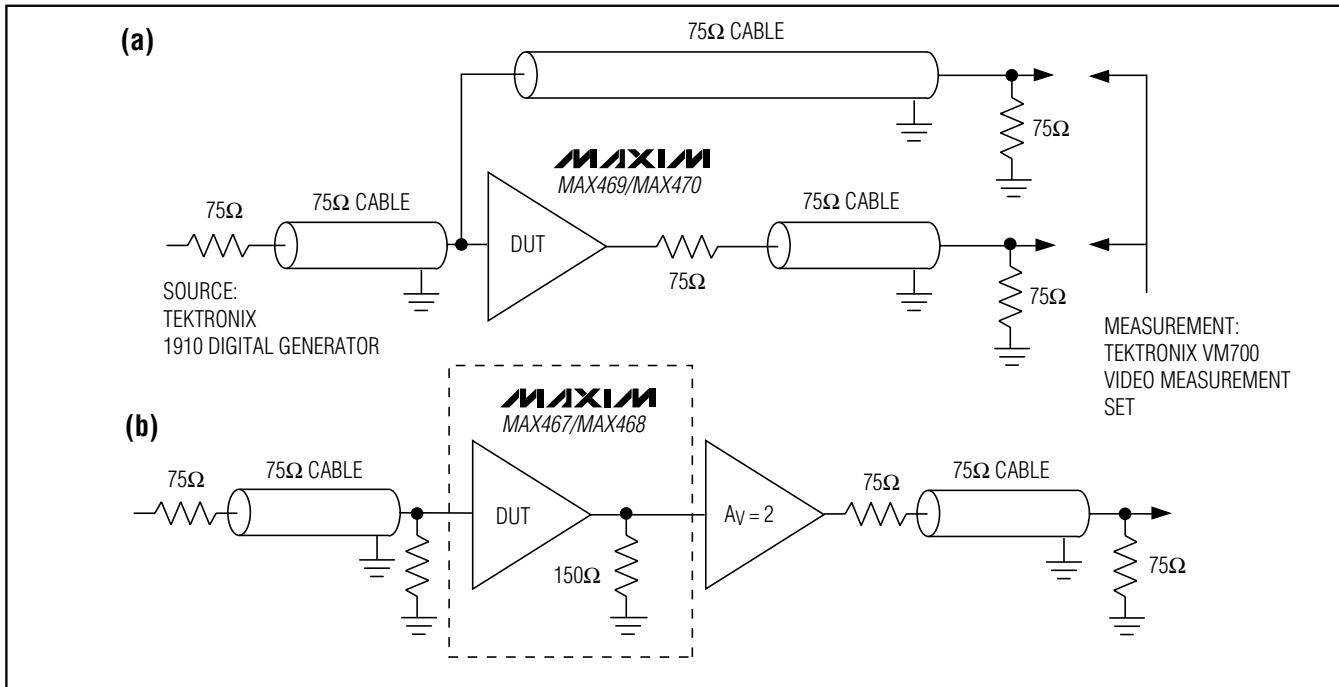 (a)
75Ω CABLE
75Ω
MAXIM
MAX469/MAX470
75Ω
75Ω CABLE
75Ω CABLE
DUT
75Ω
75Ω
SOURCE:
TEKTRONIX
1910 DIGITAL GENERATOR
MEASUREMENT:
TEKTRONIX VM700
VIDEO MEASUREMENT
SET
(b)
MAXIM
MAX467/MAX468
75Ω
75Ω CABLE
75Ω
75Ω CABLE
DUT
AV = 2
150Ω
75Ω